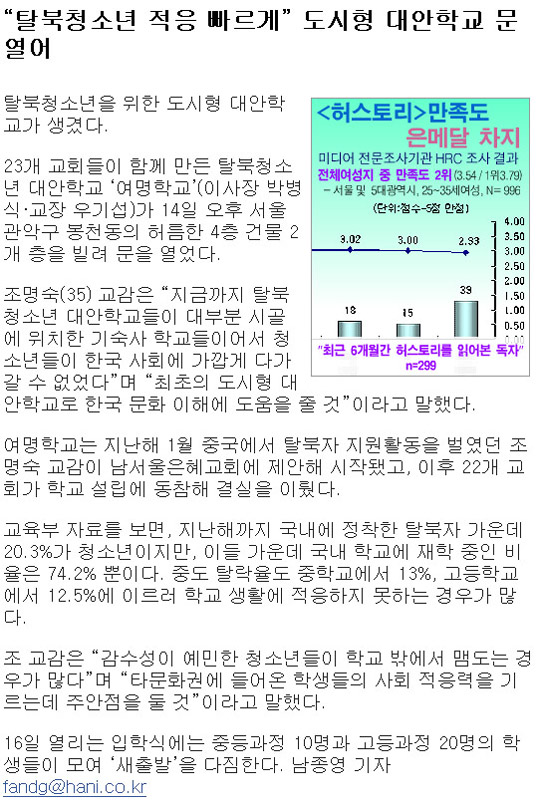 “탈북청소년 적응 빠르게” 도시형 대안학교 문
열어
탈북청소년을 위한 도시형 대안학
교가 생겼다.
23개 교회들이 함께 만든 탈북청소
년 대안학교 ‘여명학교’(이사장 박병
식·교장 우기섭)가 14일 오후 서울
관악구 봉천동의 허름한 4층 건물 2
개 층을 빌려 문을 열었다.
조명숙(35) 교감은 “지금까지 탈북
청소년 대안학교들이 대부분 시골
에 위치한 기숙사 학교들이어서 청
소년들이 한국 사회에 가깝게 다가
갈 수 없었다”며 “최초의 도시형 대
안학교로 한국 문화 이해에 도움을 줄 것”이라고 말했다.
여명학교는 지난해 1월 중국에서 탈북자 지원활동을 벌였던 조
명숙 교감이 남서울은혜교회에 제안해 시작됐고, 이후 22개 교
회가 학교 설립에 동참해 결실을 이뤘다.
교육부 자료를 보면, 지난해까지 국내에 정착한 탈북자 가운데
20.3%가 청소년이지만, 이들 가운데 국내 학교에 재학 중인 비
율은 74.2% 뿐이다. 중도 탈락율도 중학교에서 13%, 고등학교
에서 12.5%에 이르러 학교 생활에 적응하지 못하는 경우가 많
다.
조 교감은 “감수성이 예민한 청소년들이 학교 밖에서 맴도는 경
우가 많다”며 “타문화권에 들어온 학생들의 사회 적응력을 기
르는데 주안점을 둘 것”이라고 말했다.
16일 열리는 입학식에는 중등과정 10명과 고등과정 20명의 학
생들이 모여 ‘새출발’을 다짐한다. 남종영 기자
fandg@hani.co.kr
<허스토리>만족도
은메달 차지
미디어 전문조사기관 HRC 조사 결과
전체여성지 중 만족도 2위(3.54 / 1위3.79)
- 서울 및 5대광역시, 25-35세여성, N= 996
(단위:점수-5점 만점)
4.00
3.50
3.00
2.50
2.00
1.50
1.00
0.50
0.00
3.02 3.00 2.93
18 15 39
"최근 6개월간 허스토리를 읽어본 독자"
n=299